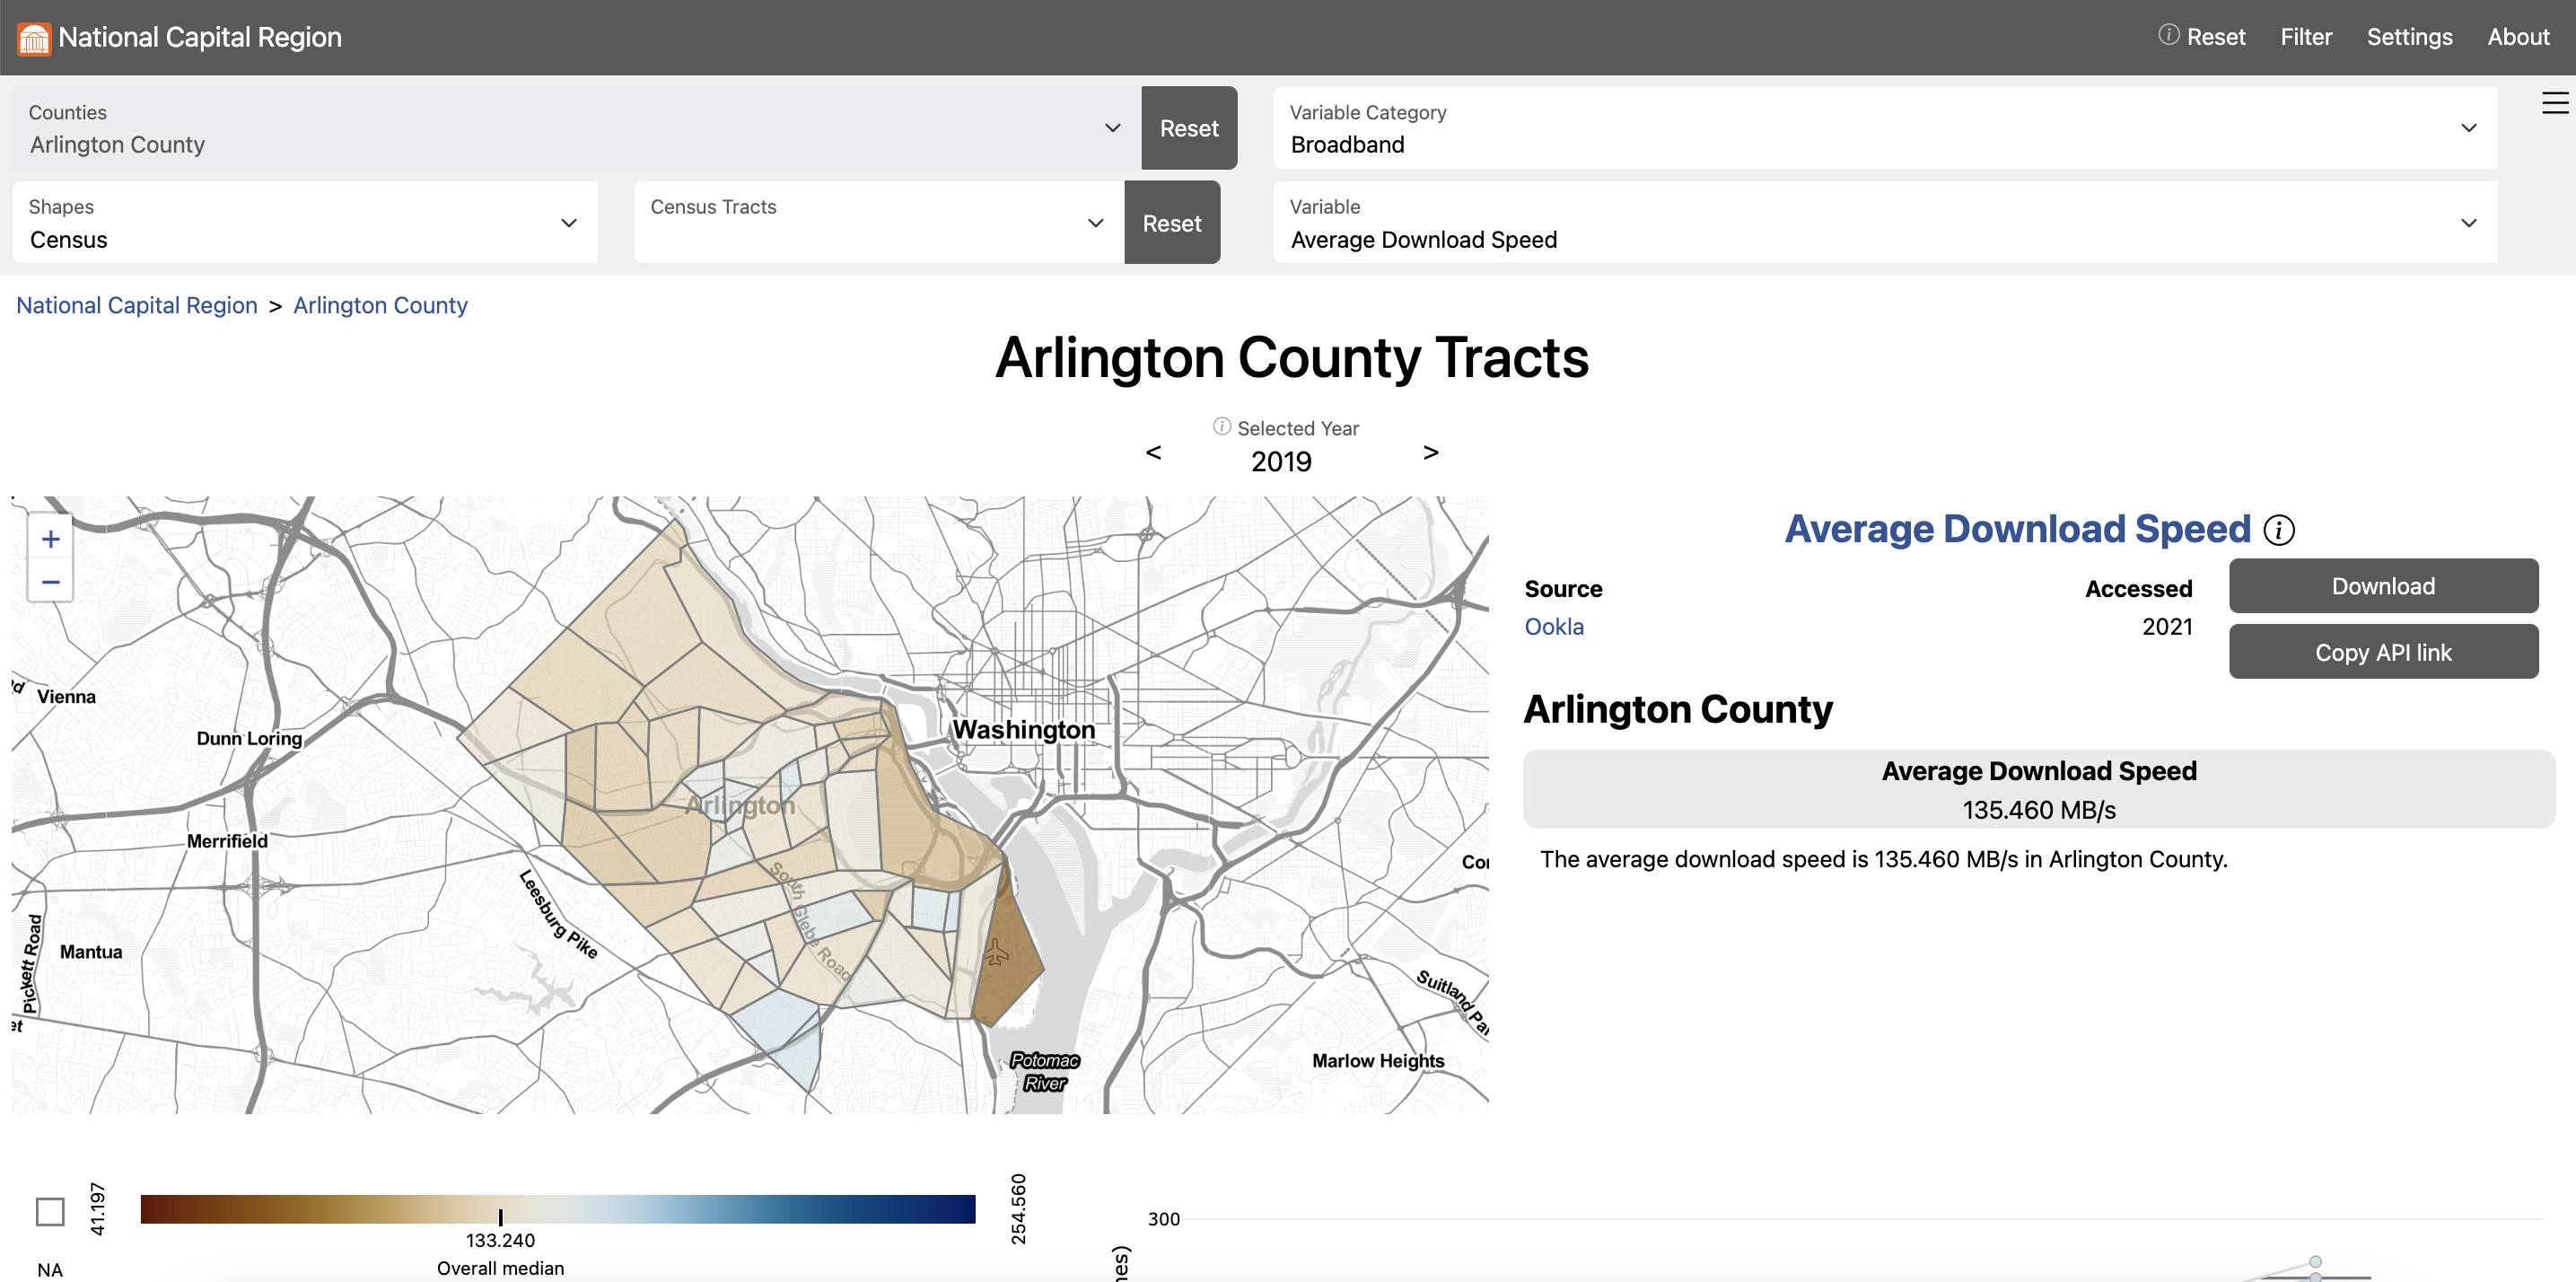 National Capital Region
Reset Filter Settings About
Counties
Arlington County
Reset
Variable Category
Broadband
Shapes
Census
Census Tracts
Reset
Variable
Average Download Speed
National Capital Region > Arlington County
Arlington County Tracts
Selected Year
< 2019 >
+
−
Vienna
Dunn Loring
Merrifield
Mantua
Pickett Road
Leesburg Pike
Arlington
South Glebe Road
Washington
Potomac
River
Marlow Heights
Average Download Speed
Source
Ookla
Accessed
2021
Download
Copy API link
Arlington County
Average Download Speed
135.460 MB/s
The average download speed is 135.460 MB/s in Arlington County.
NA
41.197
133.240
Overall median
254.560
300